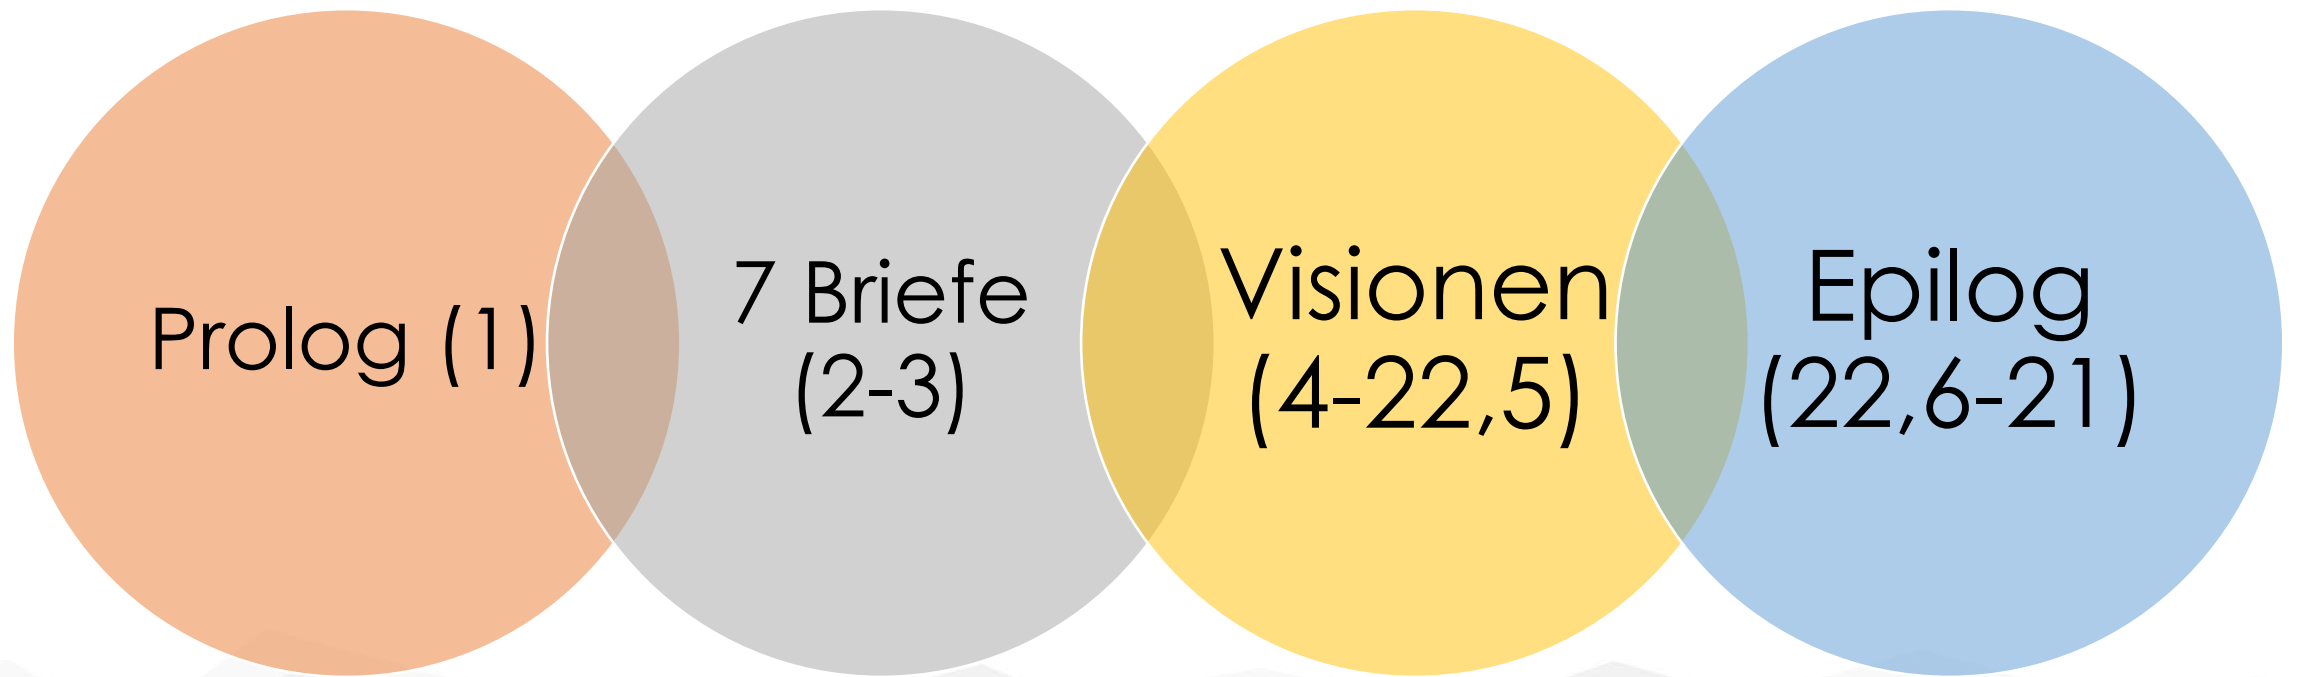 Prolog (1)
7 Briefe
(2-3)
Visionen
(4-22,5)
Epilog
(22,6-21)